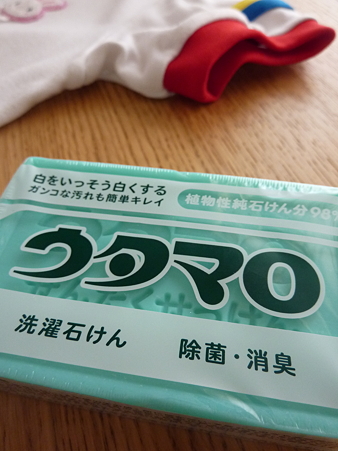 白をいっそう白くする
ガンコな汚れも簡単キレイ
植物性純石けん分98%
ウタマロ
洗濯石けん
除菌・消臭